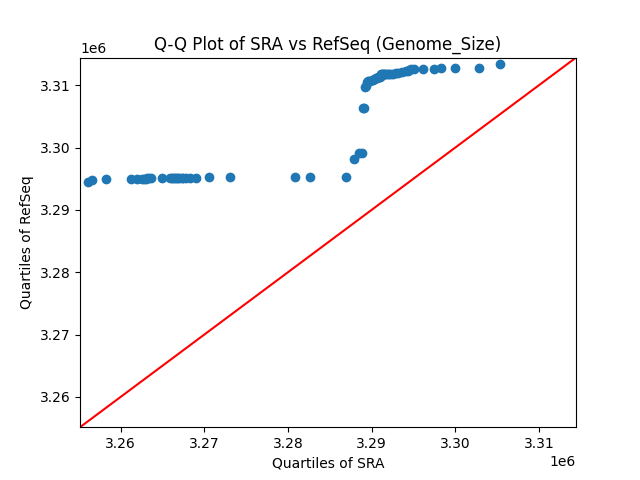 Q-Q Plot of SRA vs RefSeq (Genome_Size)
1e6
3.31
3.30
3.29
3.28
3.27
3.26
Quartiles of RefSeq
3.26 3.27 3.28 3.29 3.30 3.31
1e6
Quartiles of SRA